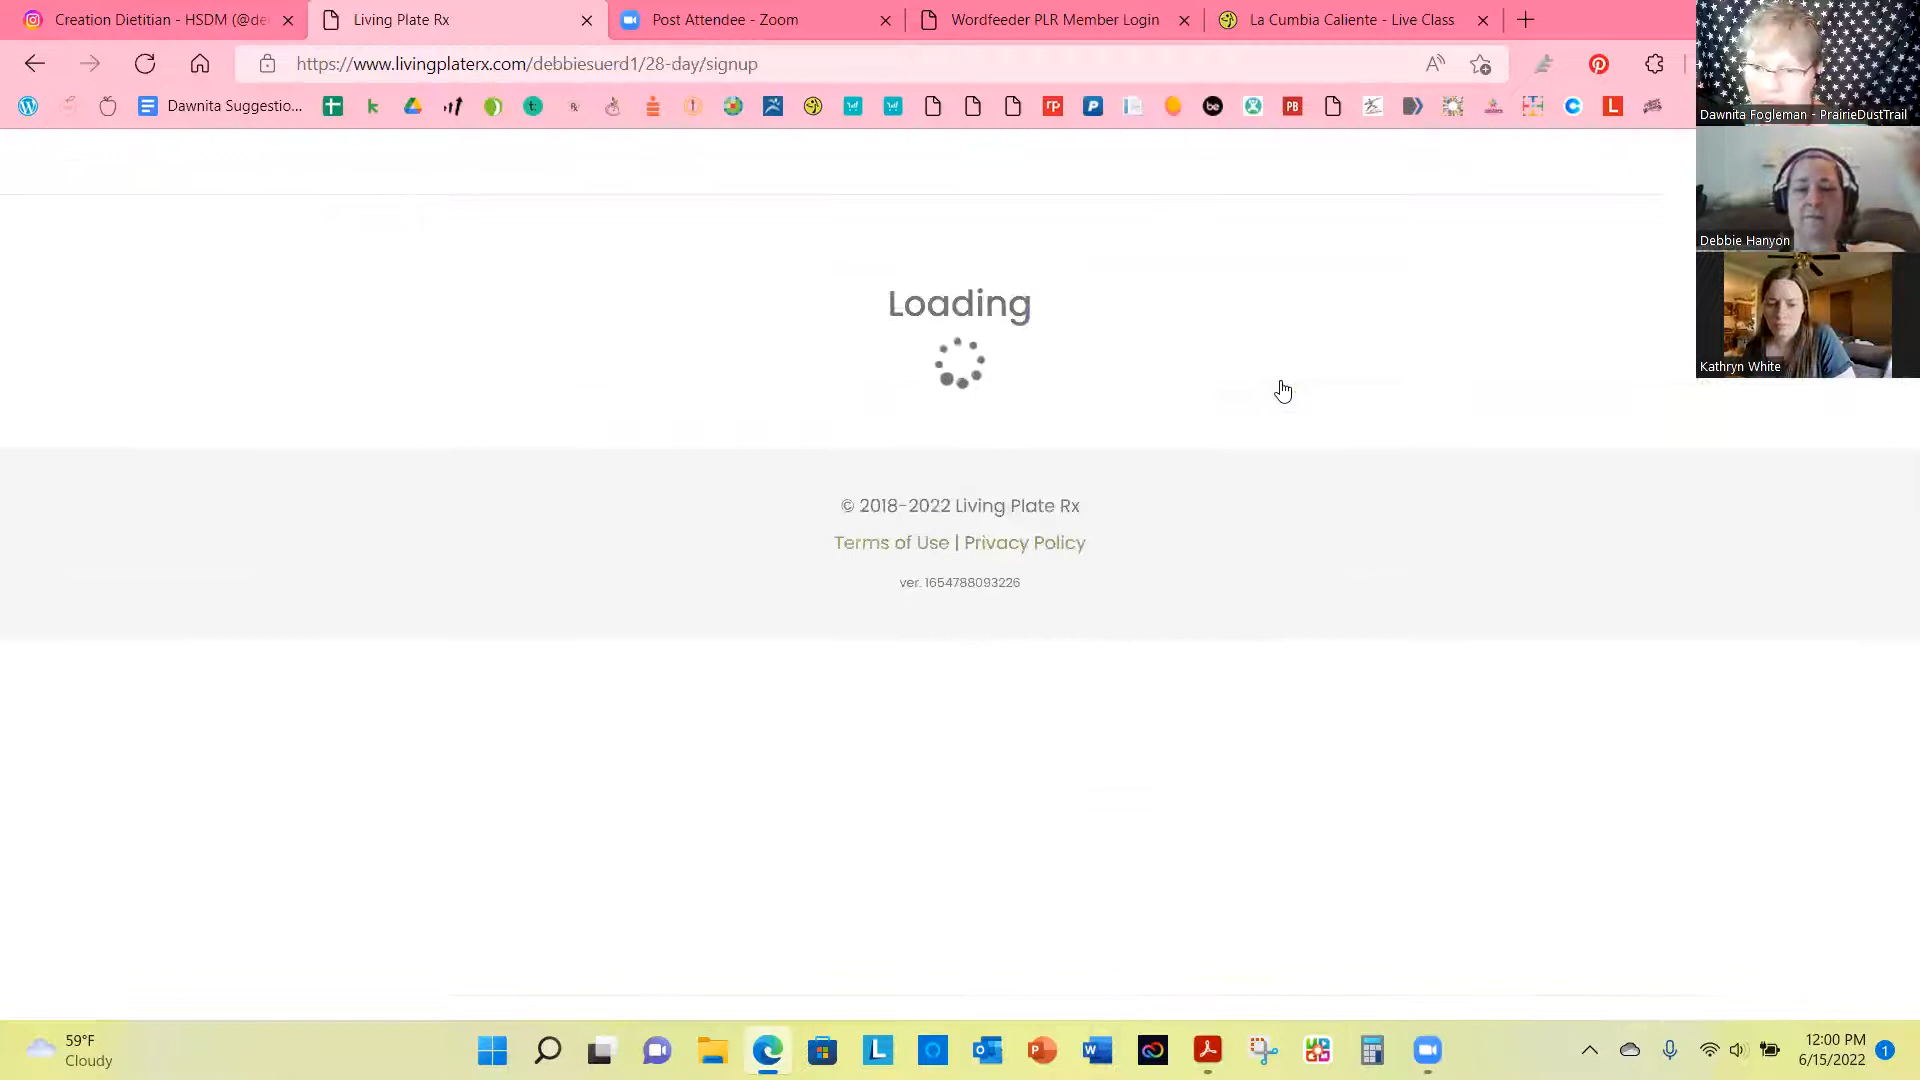 Creation Dietitian - HSDM (@de
Living Plate Rx
Post Attendee - Zoom
Wordfeeder PLR Member Login
La Cumbia Caliente - Live Class
https://www.livingplaterx.com/debbiesuerd1/28-day/signup
Dawnita Suggestio...
Dawnita Fogleman - PrairieDustTrail
Debbie Hanyon
Kathryn White
Loading
© 2018-2022 Living Plate Rx
Terms of Use | Privacy Policy
ver. 1654788093226
59°F
Cloudy
12:00 PM
6/15/2022
1